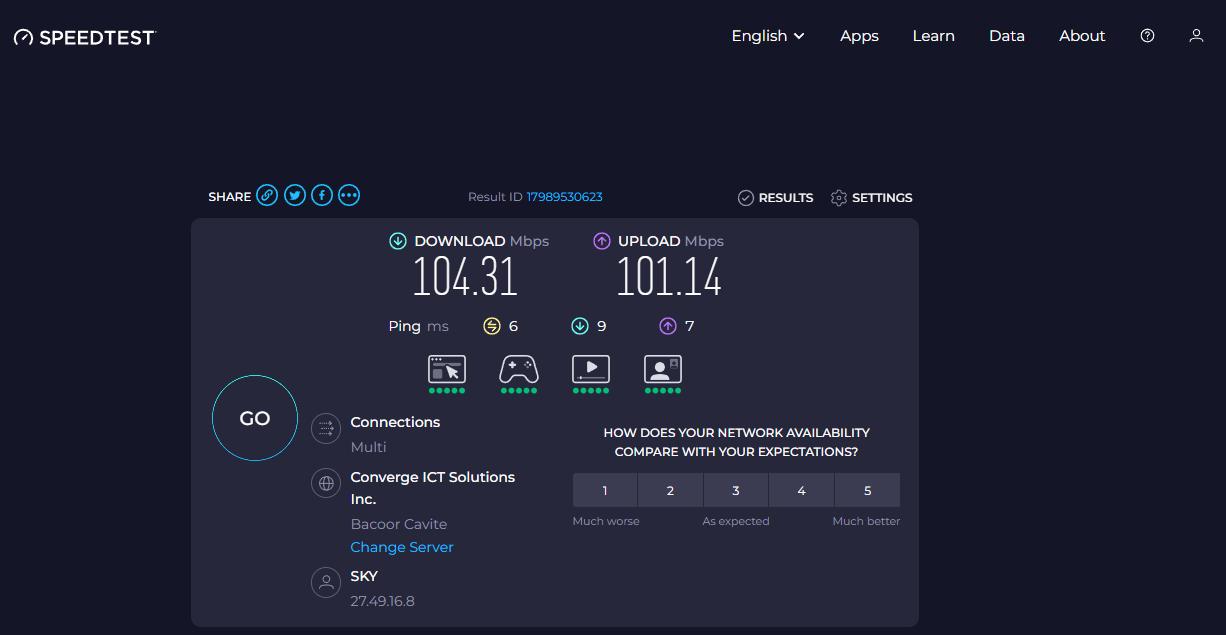 SPEEDTEST
English Apps Learn Data About
SHARE Result ID 17989530623 RESULTS SETTINGS
DOWNLOAD Mbps UPLOAD Mbps
104.31 101.14
Ping ms 6 9 7
GO
Connections
Multi
Converge ICT Solutions
Inc.
Bacoor Cavite
Change Server
SKY
27.49.16.8
HOW DOES YOUR NETWORK AVAILABILITY
COMPARE WITH YOUR EXPECTATIONS?
1 2 3 4 5
Much worse As expected Much better